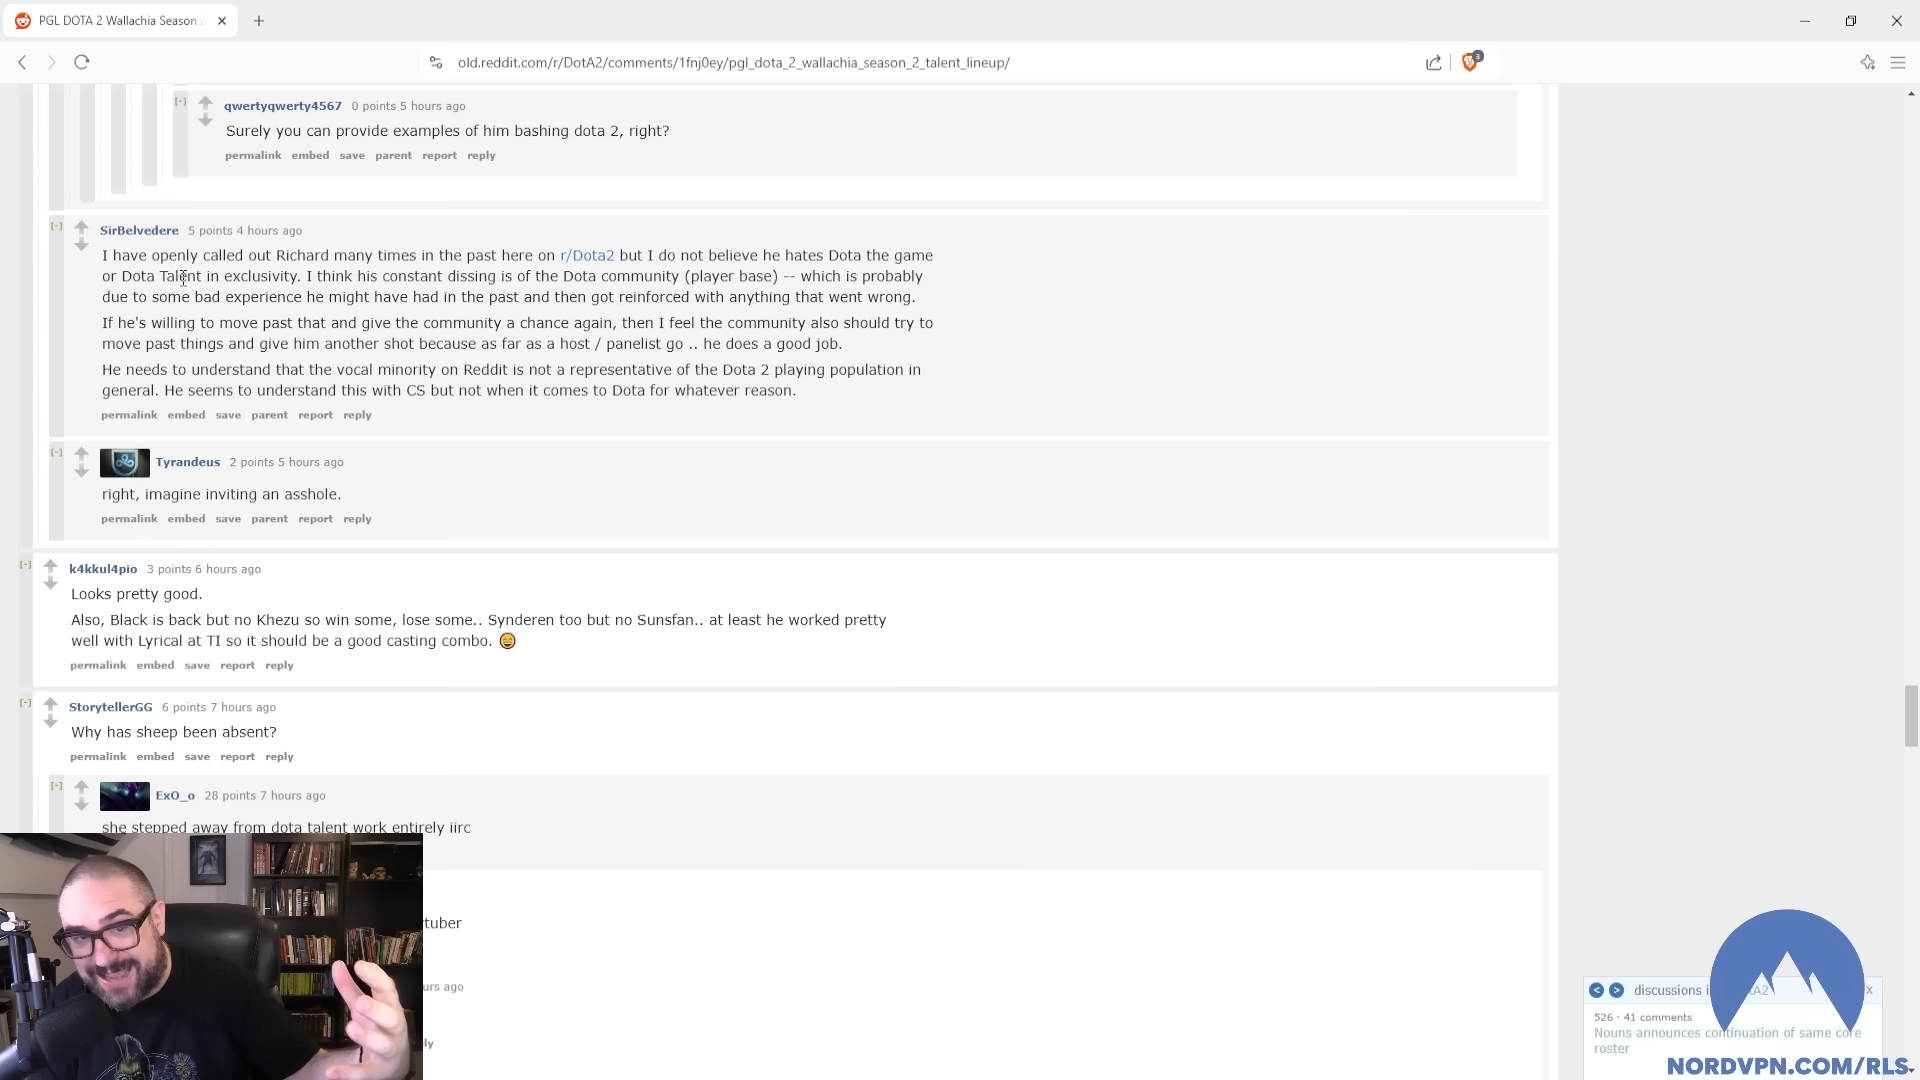 PGL DOTA 2 Wallachia Season
old.reddit.com/r/DotA2/comments/1fnj0ey/pgl_dota_2_wallachia_season_2_talent_lineup/
3
[-] qwertyqwerty4567 0 points 5 hours ago
Surely you can provide examples of him bashing dota 2, right?
permalink embed save parent report reply
[-] SirBelvedere 5 points 4 hours ago
I have openly called out Richard many times in the past here on r/Dota2 but I do not believe he hates Dota the game
or Dota Talent in exclusivity. I think his constant dissing is of the Dota community (player base) -- which is probably
due to some bad experience he might have had in the past and then got reinforced with anything that went wrong.
If he's willing to move past that and give the community a chance again, then I feel the community also should try to
move past things and give him another shot because as far as a host / panelist go .. he does a good job.
He needs to understand that the vocal minority on Reddit is not a representative of the Dota 2 playing population in
general. He seems to understand this with CS but not when it comes to Dota for whatever reason.
permalink embed save parent report reply
[-] Tyrandeus 2 points 5 hours ago
right, imagine inviting an asshole.
permalink embed save parent report reply
[-] k4kkul4pio 3 points 6 hours ago
Looks pretty good.
Also, Black is back but no Khezu so win some, lose some.. Synderen too but no Sunsfan.. at least he worked pretty
well with Lyrical at TI so it should be a good casting combo. 😄
permalink embed save report reply
[-] StorytellerGG 6 points 7 hours ago
Why has sheep been absent?
permalink embed save report reply
[-] ExO_o 28 points 7 hours ago
she stepped away from dota talent work entirely iirc
tuber
urs ago
ly
discussions i A2 x
526 · 41 comments
Nouns announces continuation of same core
roster
NORDVPN.COM/RLS